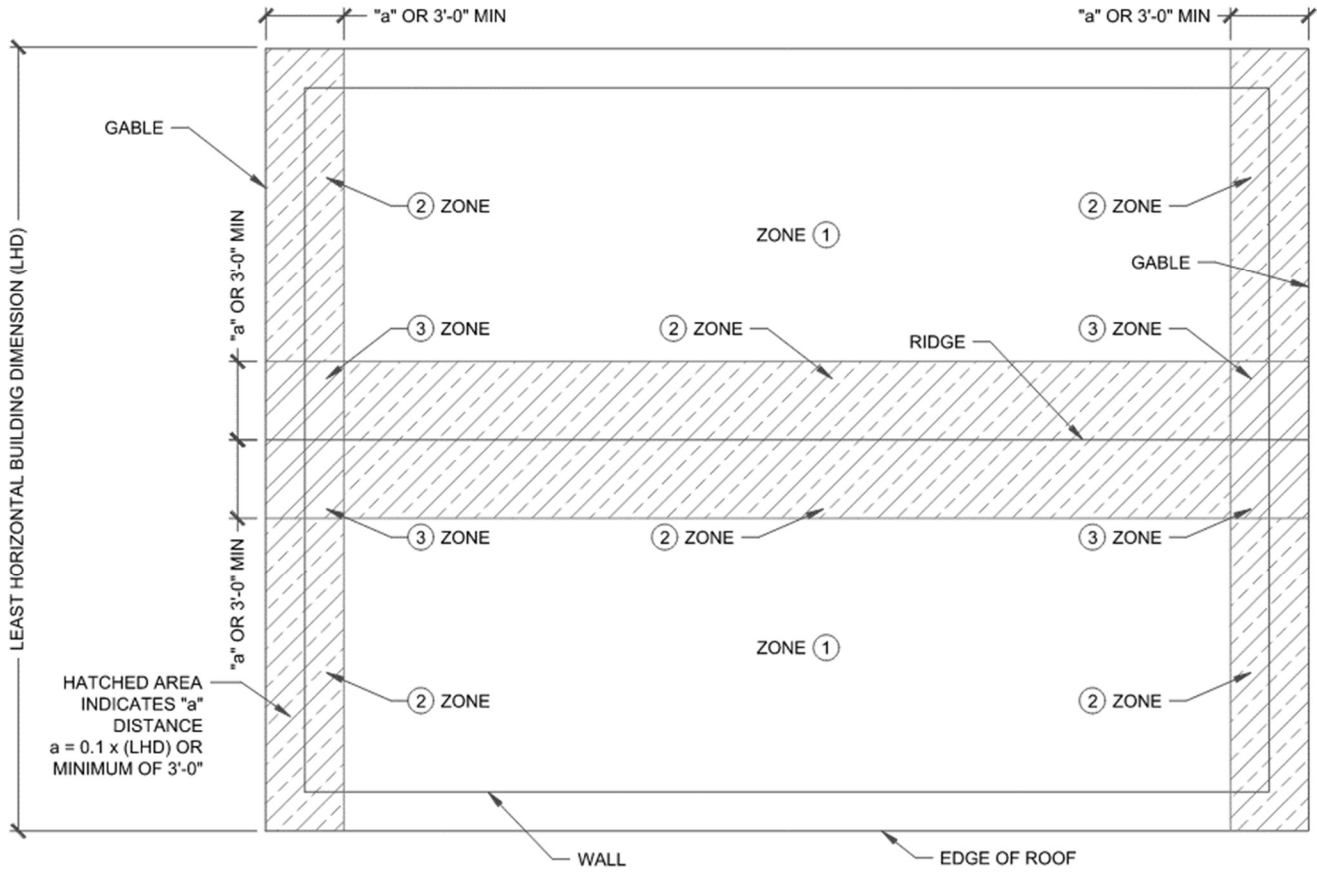 "a" OR 3'-0" MIN
"a" OR 3'-0" MIN
GABLE
2 ZONE
2 ZONE
ZONE 1
GABLE
LEAST HORIZONTAL BUILDING DIMENSION (LHD)
"a" OR 3'-0" MIN
3 ZONE
2 ZONE
3 ZONE
RIDGE
3 ZONE
2 ZONE
3 ZONE
"a" OR 3'-0" MIN
ZONE 1
HATCHED AREA
INDICATES "a"
DISTANCE
a = 0.1 x (LHD) OR
MINIMUM OF 3'-0"
2 ZONE
2 ZONE
WALL
EDGE OF ROOF